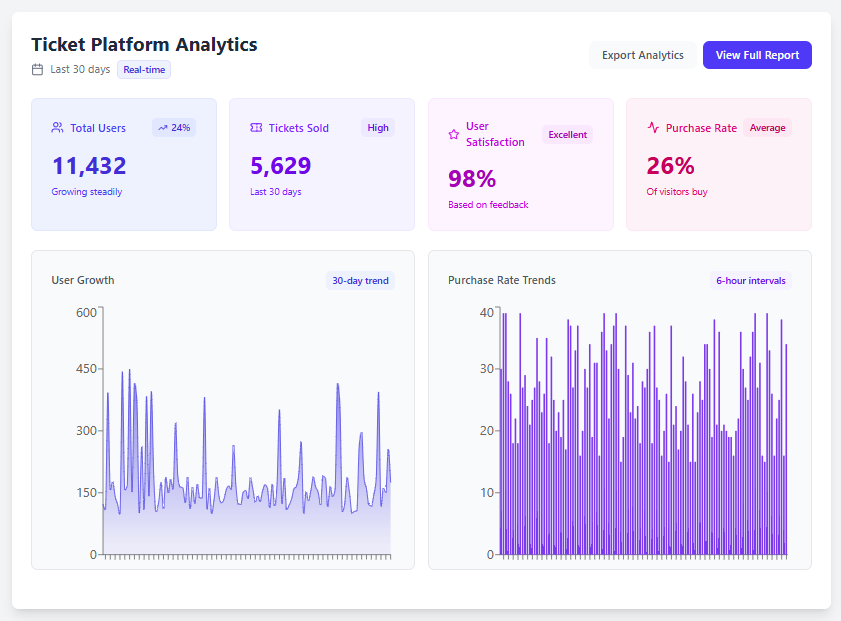 Ticket Platform Analytics
Last 30 days Real-time
Export Analytics
View Full Report
Total Users 24%
11,432
Growing steadily
Tickets Sold High
5,629
Last 30 days
User
Satisfaction Excellent
98%
Based on feedback
Purchase Rate Average
26%
Of visitors buy
User Growth 30-day trend
600
450
300
150
0
Purchase Rate Trends 6-hour intervals
40
30
20
10
0